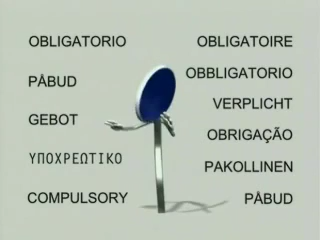 OBLIGATORIO
PÅBUD
GEBOT
ΥΠΟΧΡΕΩΤΙΚΟ
COMPULSORY
OBLIGATOIRE
OBBLIGATORIO
VERPLICHT
OBRIGAÇÃO
PAKOLLINEN
PÅBUD